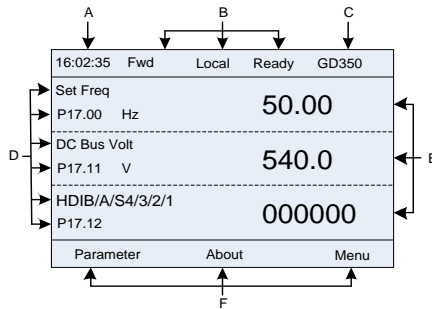 A B C
16:02:35 Fwd Local Ready GD350
Set Freq
P17.00 Hz 50.00
D
DC Bus Volt
P17.11 V 540.0
E
HDIB/A/S4/3/2/1
P17.12 000000
Parameter About Menu
F